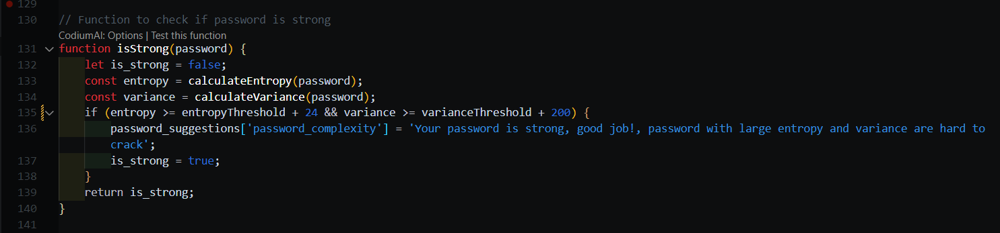 129
130 // Function to check if password is strong
CodiumAI: Options | Test this function
131 function isStrong(password) {
132 let is_strong = false;
133 const entropy = calculateEntropy(password);
134 const variance = calculateVariance(password);
135 if (entropy >= entropyThreshold + 24 && variance >= varianceThreshold + 200) {
136 password_suggestions['password_complexity'] = 'Your password is strong, good job!, password with large entropy and variance are hard to
crack';
137 is_strong = true;
138 }
139 return is_strong;
140 }
141